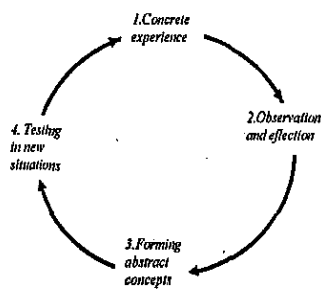 1.Concrete
experience
2.Observation
and eflection
3.Forming
abstract
concepts
4. Testing
in new
situations